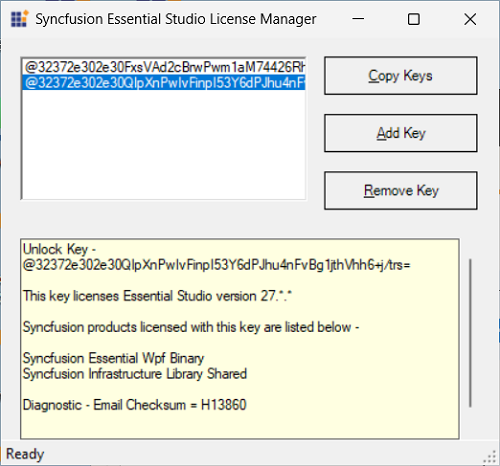 Syncfusion Essential Studio License Manager
@32372e302e30FxsVAd2cBrwPwm1aM74426Rh
@32372e302e30QIpXnPwIvFinpI53Y6dPJhu4nFv
Copy Keys
Add Key
Remove Key
Unlock Key -
@32372e302e30QIpXnPwIvFinpI53Y6dPJhu4nFvBg1jthVhh6+j/trs=
This key licenses Essential Studio version 27.*.*
Syncfusion products licensed with this key are listed below -
Syncfusion Essential Wpf Binary
Syncfusion Infrastructure Library Shared
Diagnostic - Email Checksum = H13860
Ready